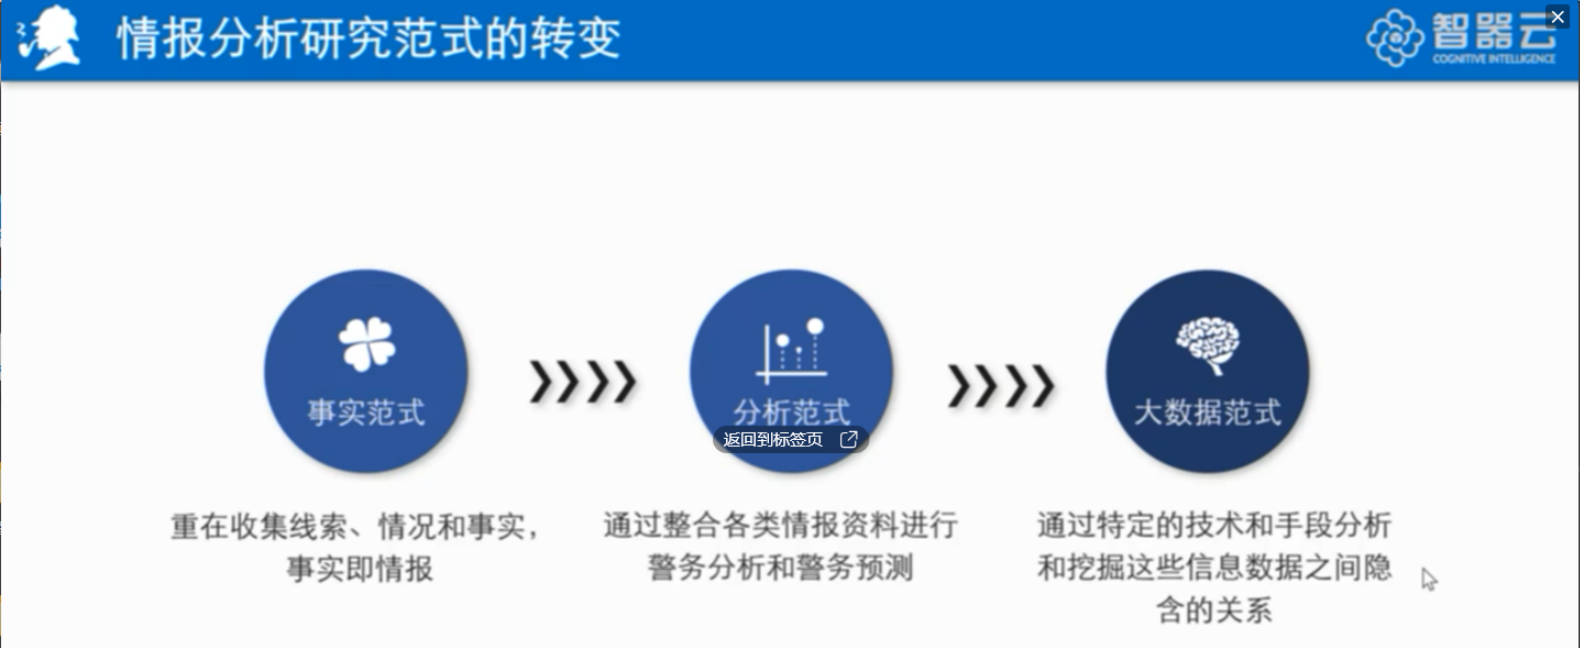 情报分析研究范式的转变
智器云
COGNITIVE INTELLIGENCE
事实范式
分析范式
大数据范式
返回到标签页
重在收集线索、情况和事实，
事实即情报
通过整合各类情报资料进行
警务分析和警务预测
通过特定的技术和手段分析
和挖掘这些信息数据之间隐
含的关系